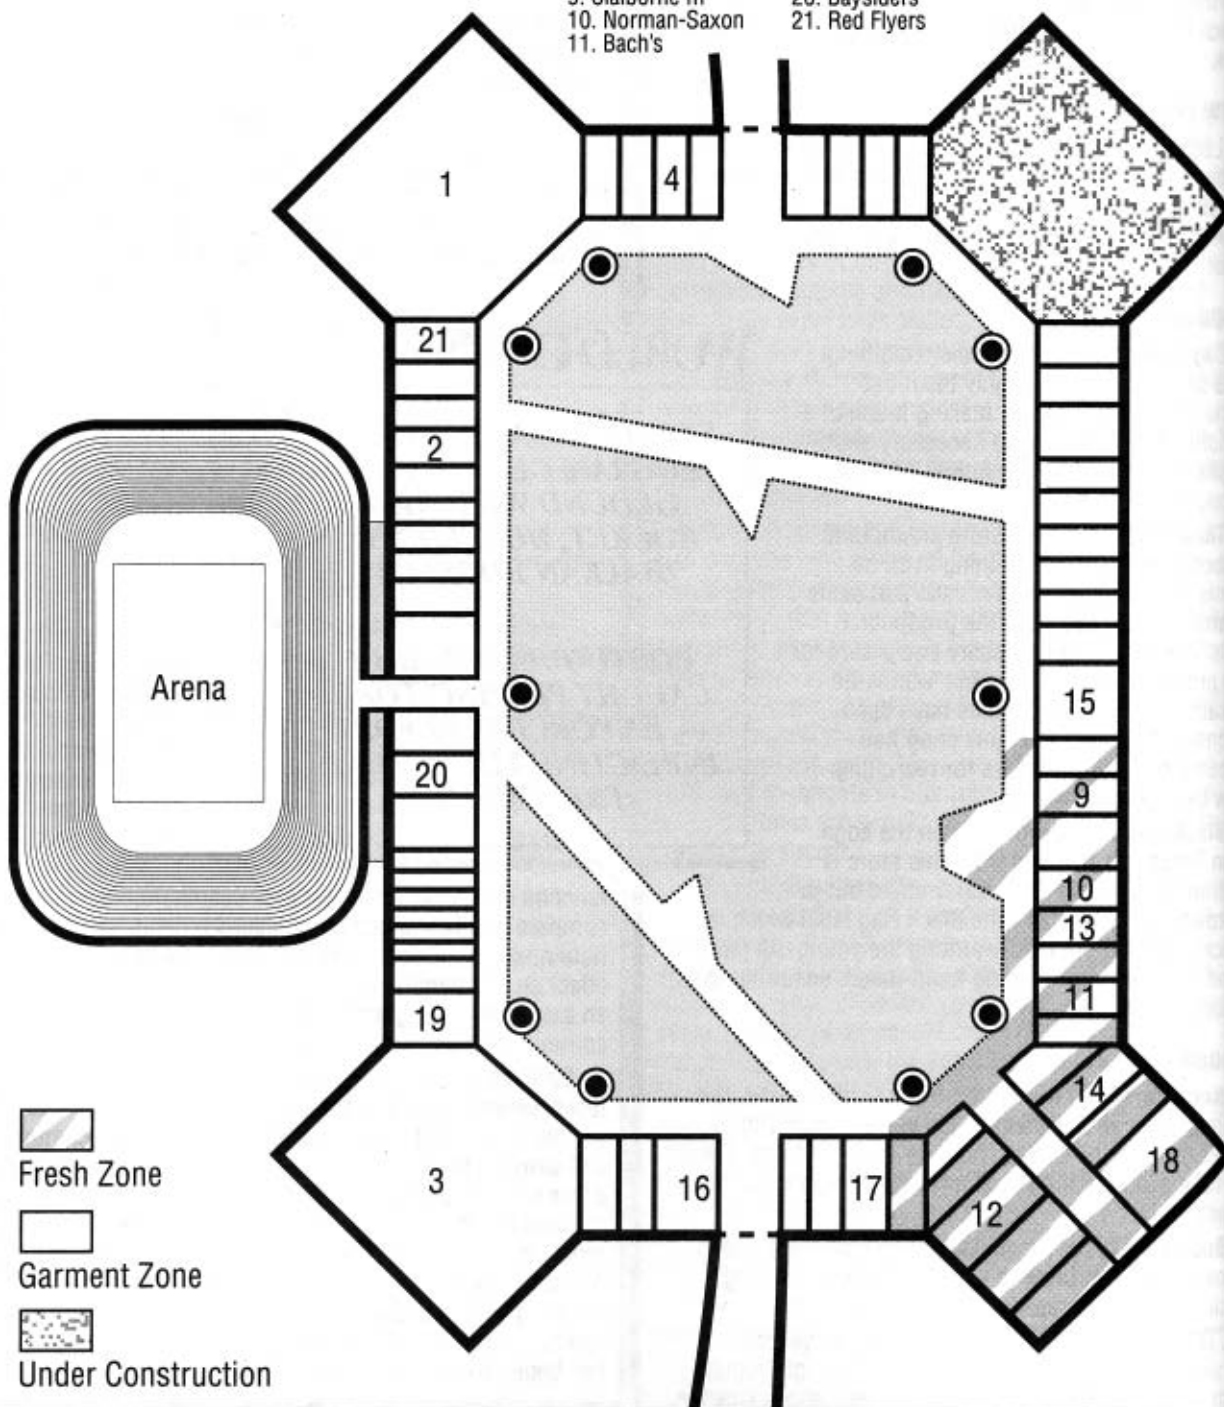 10. Norman-Saxon
11. Bach's
21. Red Flyers
1
4
21
2
Arena
15
20
9
10
13
11
19
14
3
16
17
12
18
Fresh Zone
Garment Zone
Under Construction